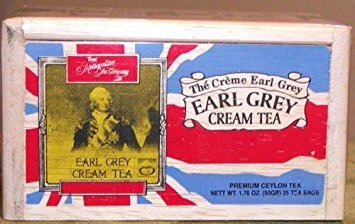 The
Metropolitan
Tea Company
Ltd
EARL GREY
CREAM TEA
Thé Crème Earl Grey
EARL GREY
CREAM TEA
PREMIUM CEYLON TEA
NETT WT. 1.76 OZ. (50GR) 25 TEA BAGS